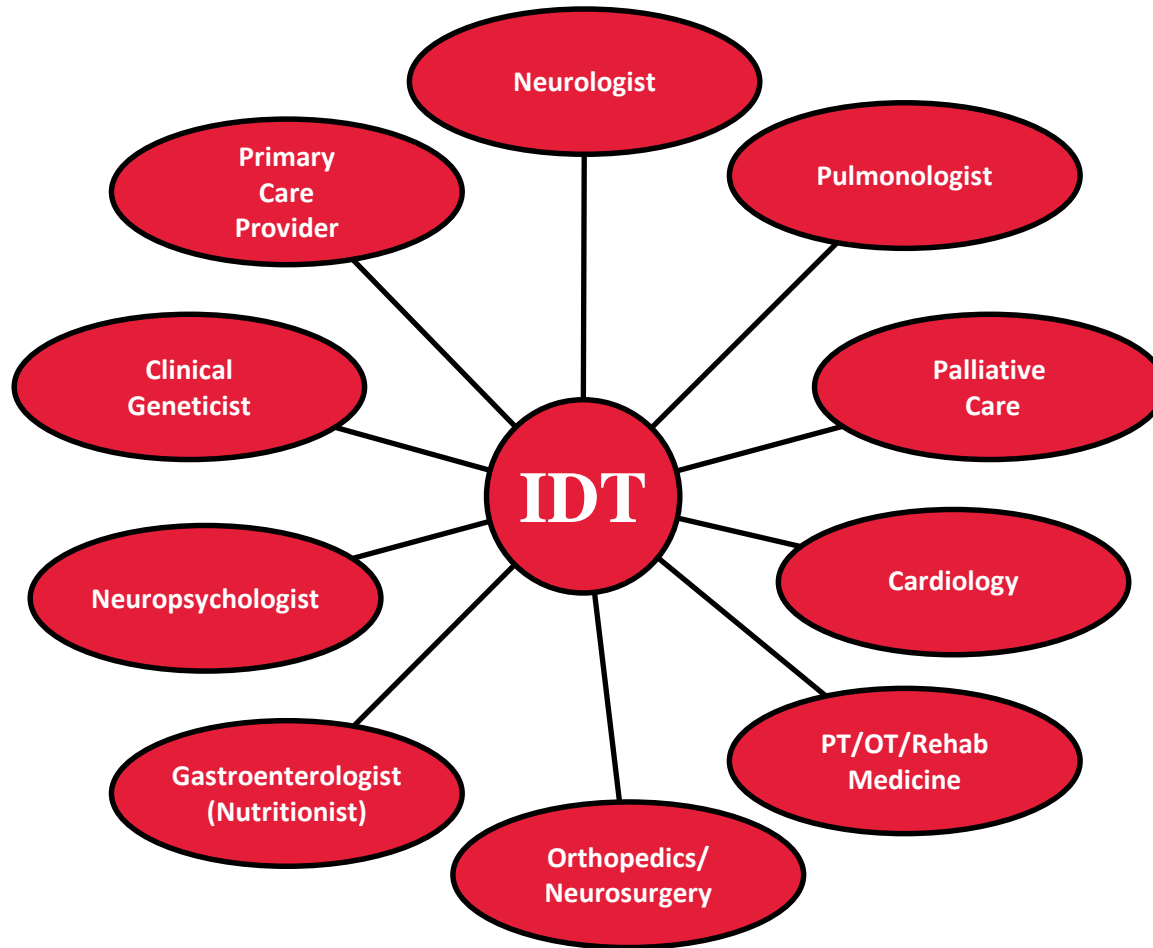 Neurologist
Primary
Care
Provider
Pulmonologist
Clinical
Geneticist
Palliative
Care
IDT
Neuropsychologist
Cardiology
Gastroenterologist
(Nutritionist)
PT/OT/Rehab
Medicine
Orthopedics/
Neurosurgery